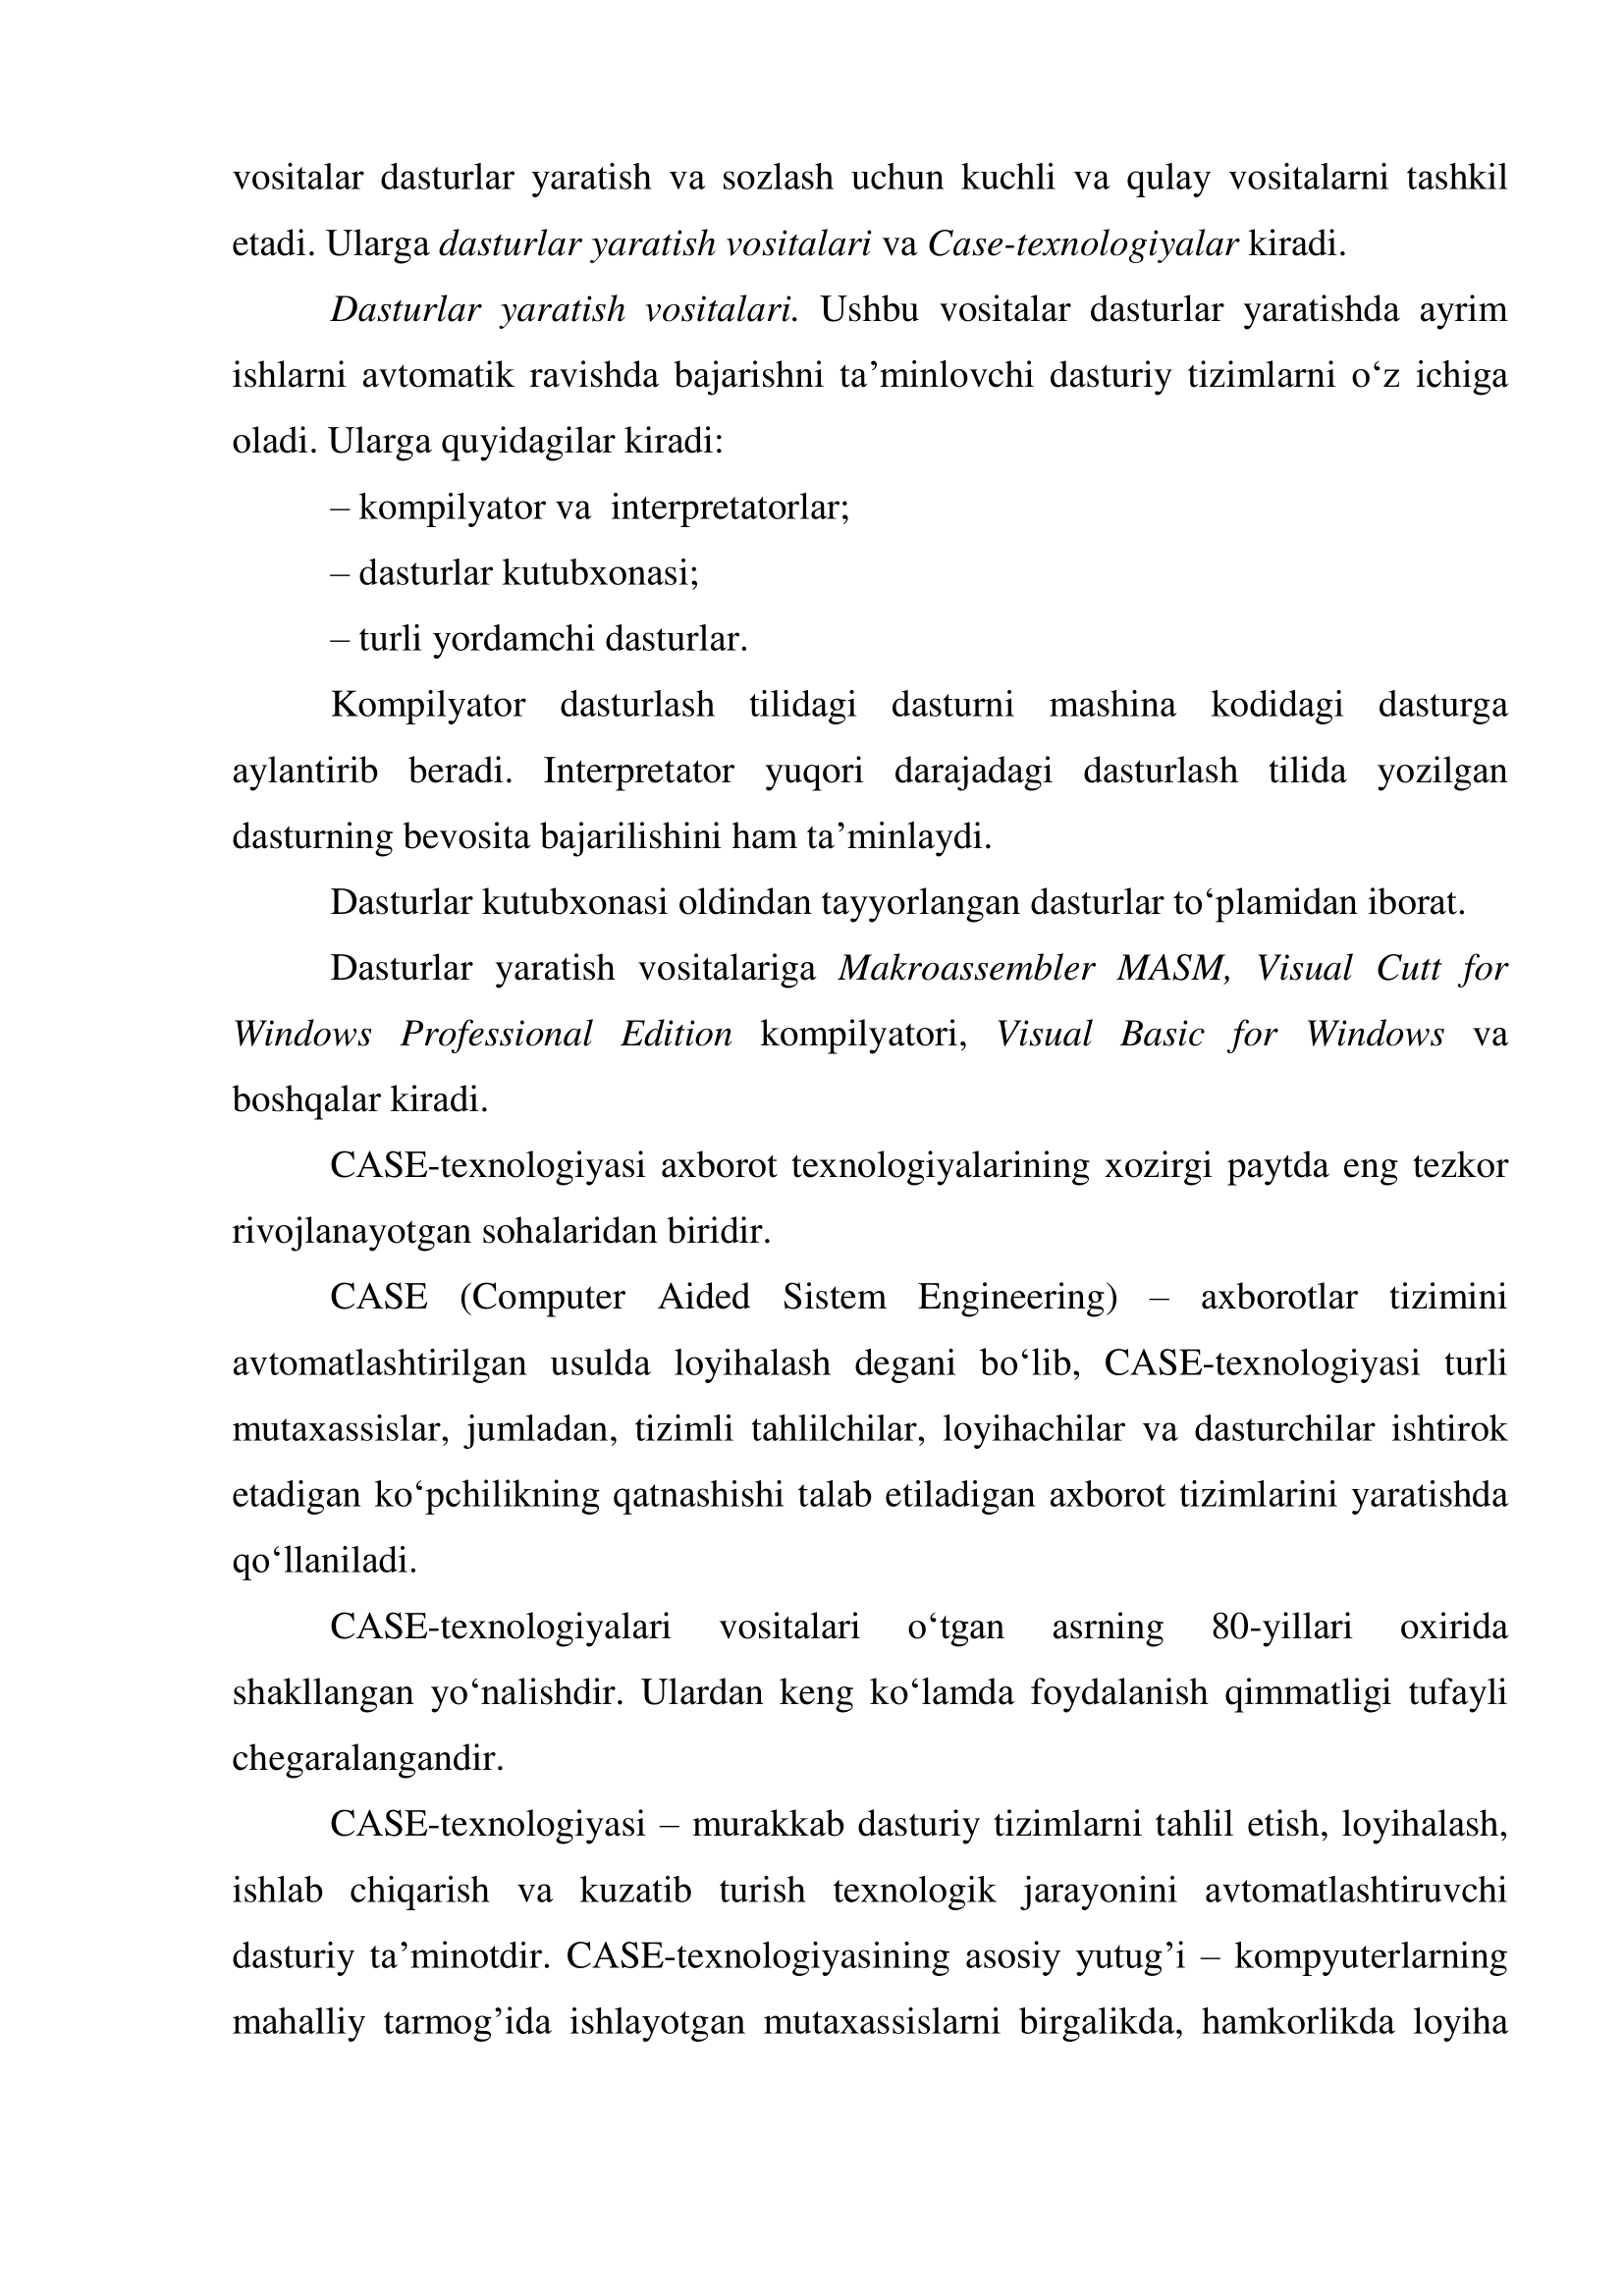 vositalar dasturlar yaratish va sozlash uchun kuchli va qulay vositalarni tashkil
etadi. Ularga dasturlar yaratish vositalari va Case-texnologiyalar kiradi.
Dasturlar yaratish vositalari. Ushbu vositalar dasturlar yaratishda ayrim
ishlarni avtomatik ravishda bajarishni ta’minlovchi dasturiy tizimlarni o‘z ichiga
oladi. Ularga quyidagilar kiradi:
– kompilyator va  interpretatorlar;
– dasturlar kutubxonasi;
– turli yordamchi dasturlar.
Kompilyator dasturlash tilidagi dasturni mashina kodidagi dasturga
aylantirib beradi. Interpretator yuqori darajadagi dasturlash tilida yozilgan
dasturning bevosita bajarilishini ham ta’minlaydi.
Dasturlar kutubxonasi oldindan tayyorlangan dasturlar to‘plamidan iborat.
Dasturlar yaratish vositalariga Makroassembler MASM, Visual Cutt for
Windows Professional Edition kompilyatori, Visual Basic for Windows va
boshqalar kiradi.
CASE-texnologiyasi axborot texnologiyalarining xozirgi paytda eng tezkor
rivojlanayotgan sohalaridan biridir.
CASE (Computer Aided Sistem Engineering) – axborotlar tizimini
avtomatlashtirilgan usulda loyihalash degani bo‘lib, CASE-texnologiyasi turli
mutaxassislar, jumladan, tizimli tahlilchilar, loyihachilar va dasturchilar ishtirok
etadigan ko‘pchilikning qatnashishi talab etiladigan axborot tizimlarini yaratishda
qo‘llaniladi.
CASE-texnologiyalari vositalari o‘tgan asrning 80-yillari oxirida
shakllangan yo‘nalishdir. Ulardan keng ko‘lamda foydalanish qimmatligi tufayli
chegaralangandir.
CASE-texnologiyasi – murakkab dasturiy tizimlarni tahlil etish, loyihalash,
ishlab chiqarish va kuzatib turish texnologik jarayonini avtomatlashtiruvchi
dasturiy ta’minotdir. CASE-texnologiyasining asosiy yutug’i – kompyuterlarning
mahalliy tarmog’ida ishlayotgan mutaxassislarni birgalikda, hamkorlikda loyiha